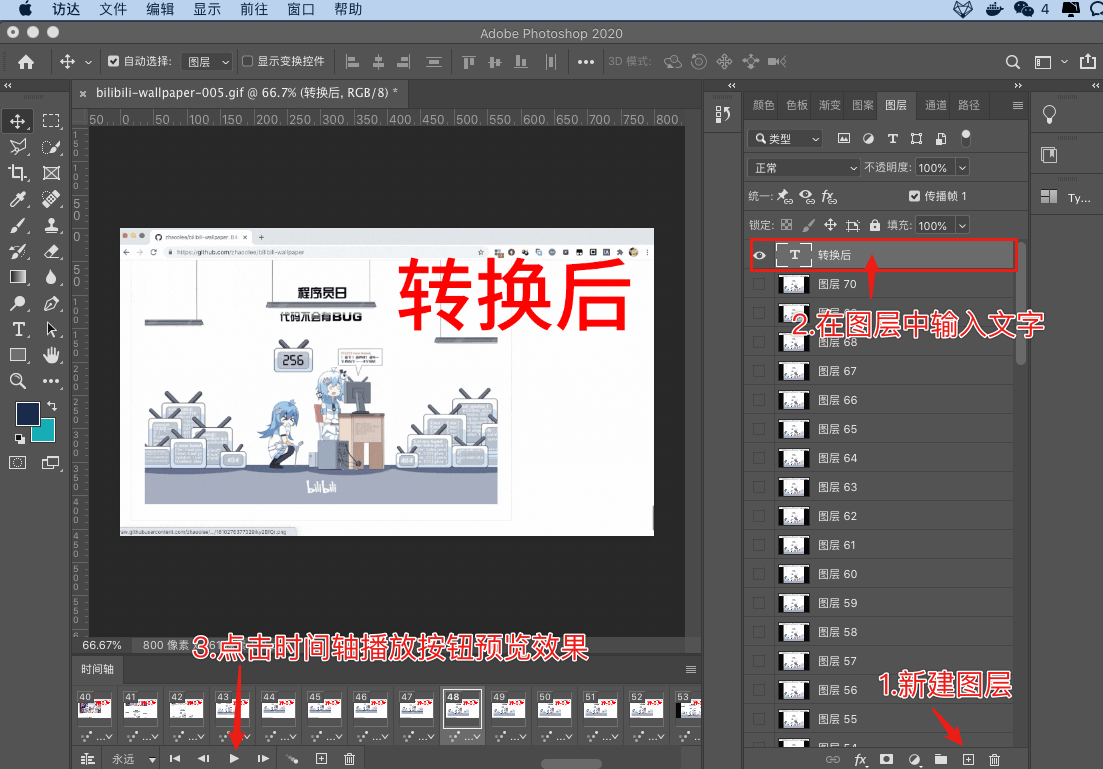 访达 文件 编辑 显示 前往 窗口 帮助 4
Adobe Photoshop 2020
自动选择: 图层 显示变换控件 3D 模式:
bilibili-wallpaper-005.gif @ 66.7% (转换后, RGB/8) *
颜色 色板 渐变 图案 图层 通道 路径
50 0 50 100 150 200 250 300 350 400 450 500 550 600 650 700 750 800
类型
正常 不透明度: 100%
统一: 传播帧 1
Ty...
锁定: 填充: 100%
https://github.com/zhaoolee/bilibili-wallpaper
转换后
程序员日
代码不会有BUG
256
404
404
bilibili
转换后
图层 70
2.在图层中输入文字
图层 68
图层 67
图层 66
图层 65
图层 64
图层 63
图层 62
图层 61
图层 60
图层 59
图层 58
图层 57
图层 56
图层 55
1.新建图层
66.67% 800 像素
3.点击时间轴播放按钮预览效果
时间轴
40 41 42 43 44 45 46 47 48 49 50 51 52 53
永远